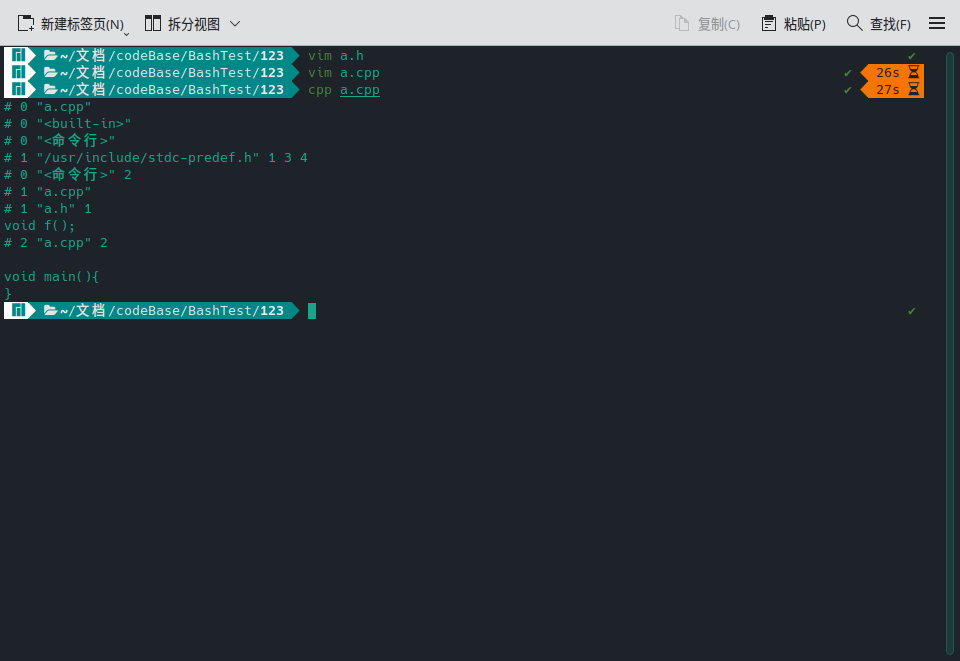 新建标签页(N) 拆分视图 复制(C) 粘贴(P) 查找(F)
~/文档/codeBase/BashTest/123 vim a.h ✔
~/文档/codeBase/BashTest/123 vim a.cpp ✔ 26s
~/文档/codeBase/BashTest/123 cpp a.cpp ✔ 27s
# 0 "a.cpp"
# 0 "<built-in>"
# 0 "<命令行>"
# 1 "/usr/include/stdc-predef.h" 1 3 4
# 0 "<命令行>" 2
# 1 "a.cpp"
# 1 "a.h" 1
void f();
# 2 "a.cpp" 2
void main(){
}
~/文档/codeBase/BashTest/123 ✔